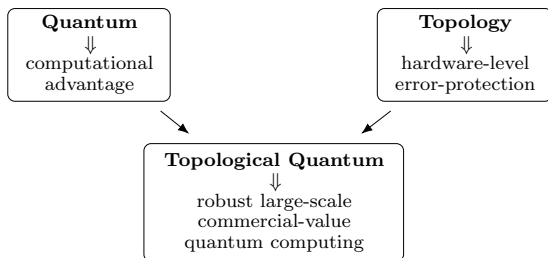 Quantum
⇓
computational
advantage
Topology
⇓
hardware-level
error-protection
Topological Quantum
⇓
robust large-scale
commercial-value
quantum computing